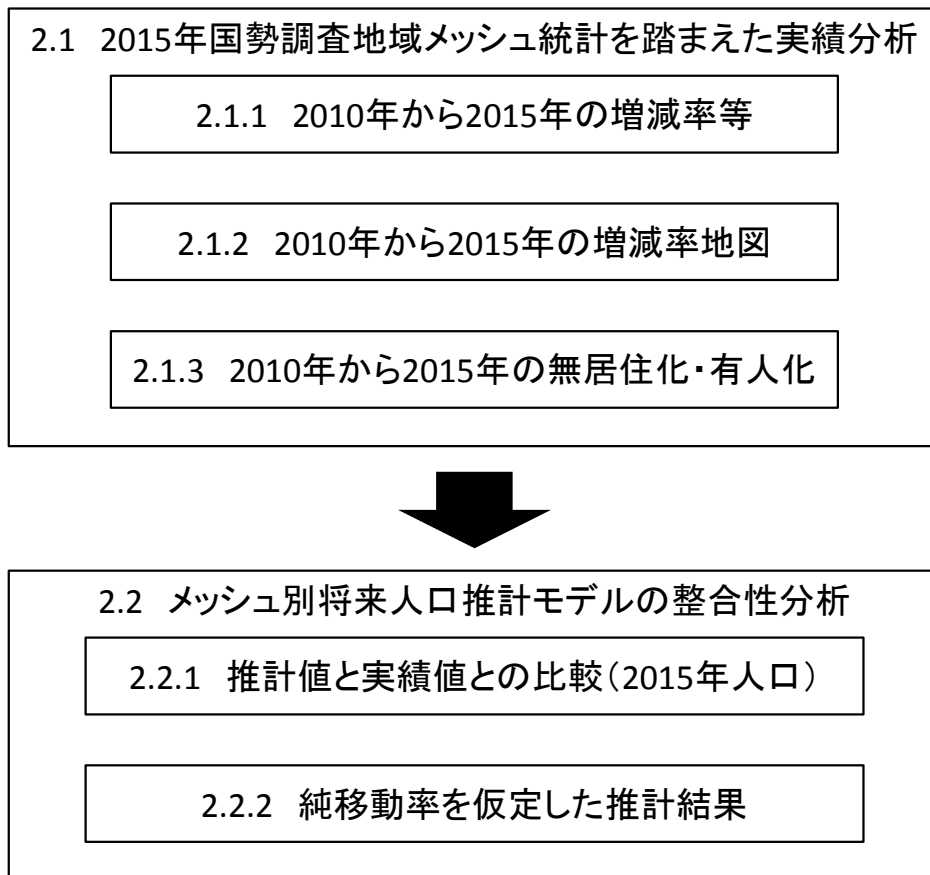 2.1 2015年国勢調査地域メッシュ統計を踏まえた実績分析
2.1.1 2010年から2015年の増減率等
2.1.2 2010年から2015年の増減率地図
2.1.3 2010年から2015年の無居住化・有人化
2.2 メッシュ別将来人口推計モデルの整合性分析
2.2.1 推計値と実績値との比較（2015年人口）
2.2.2 純移動率を仮定した推計結果